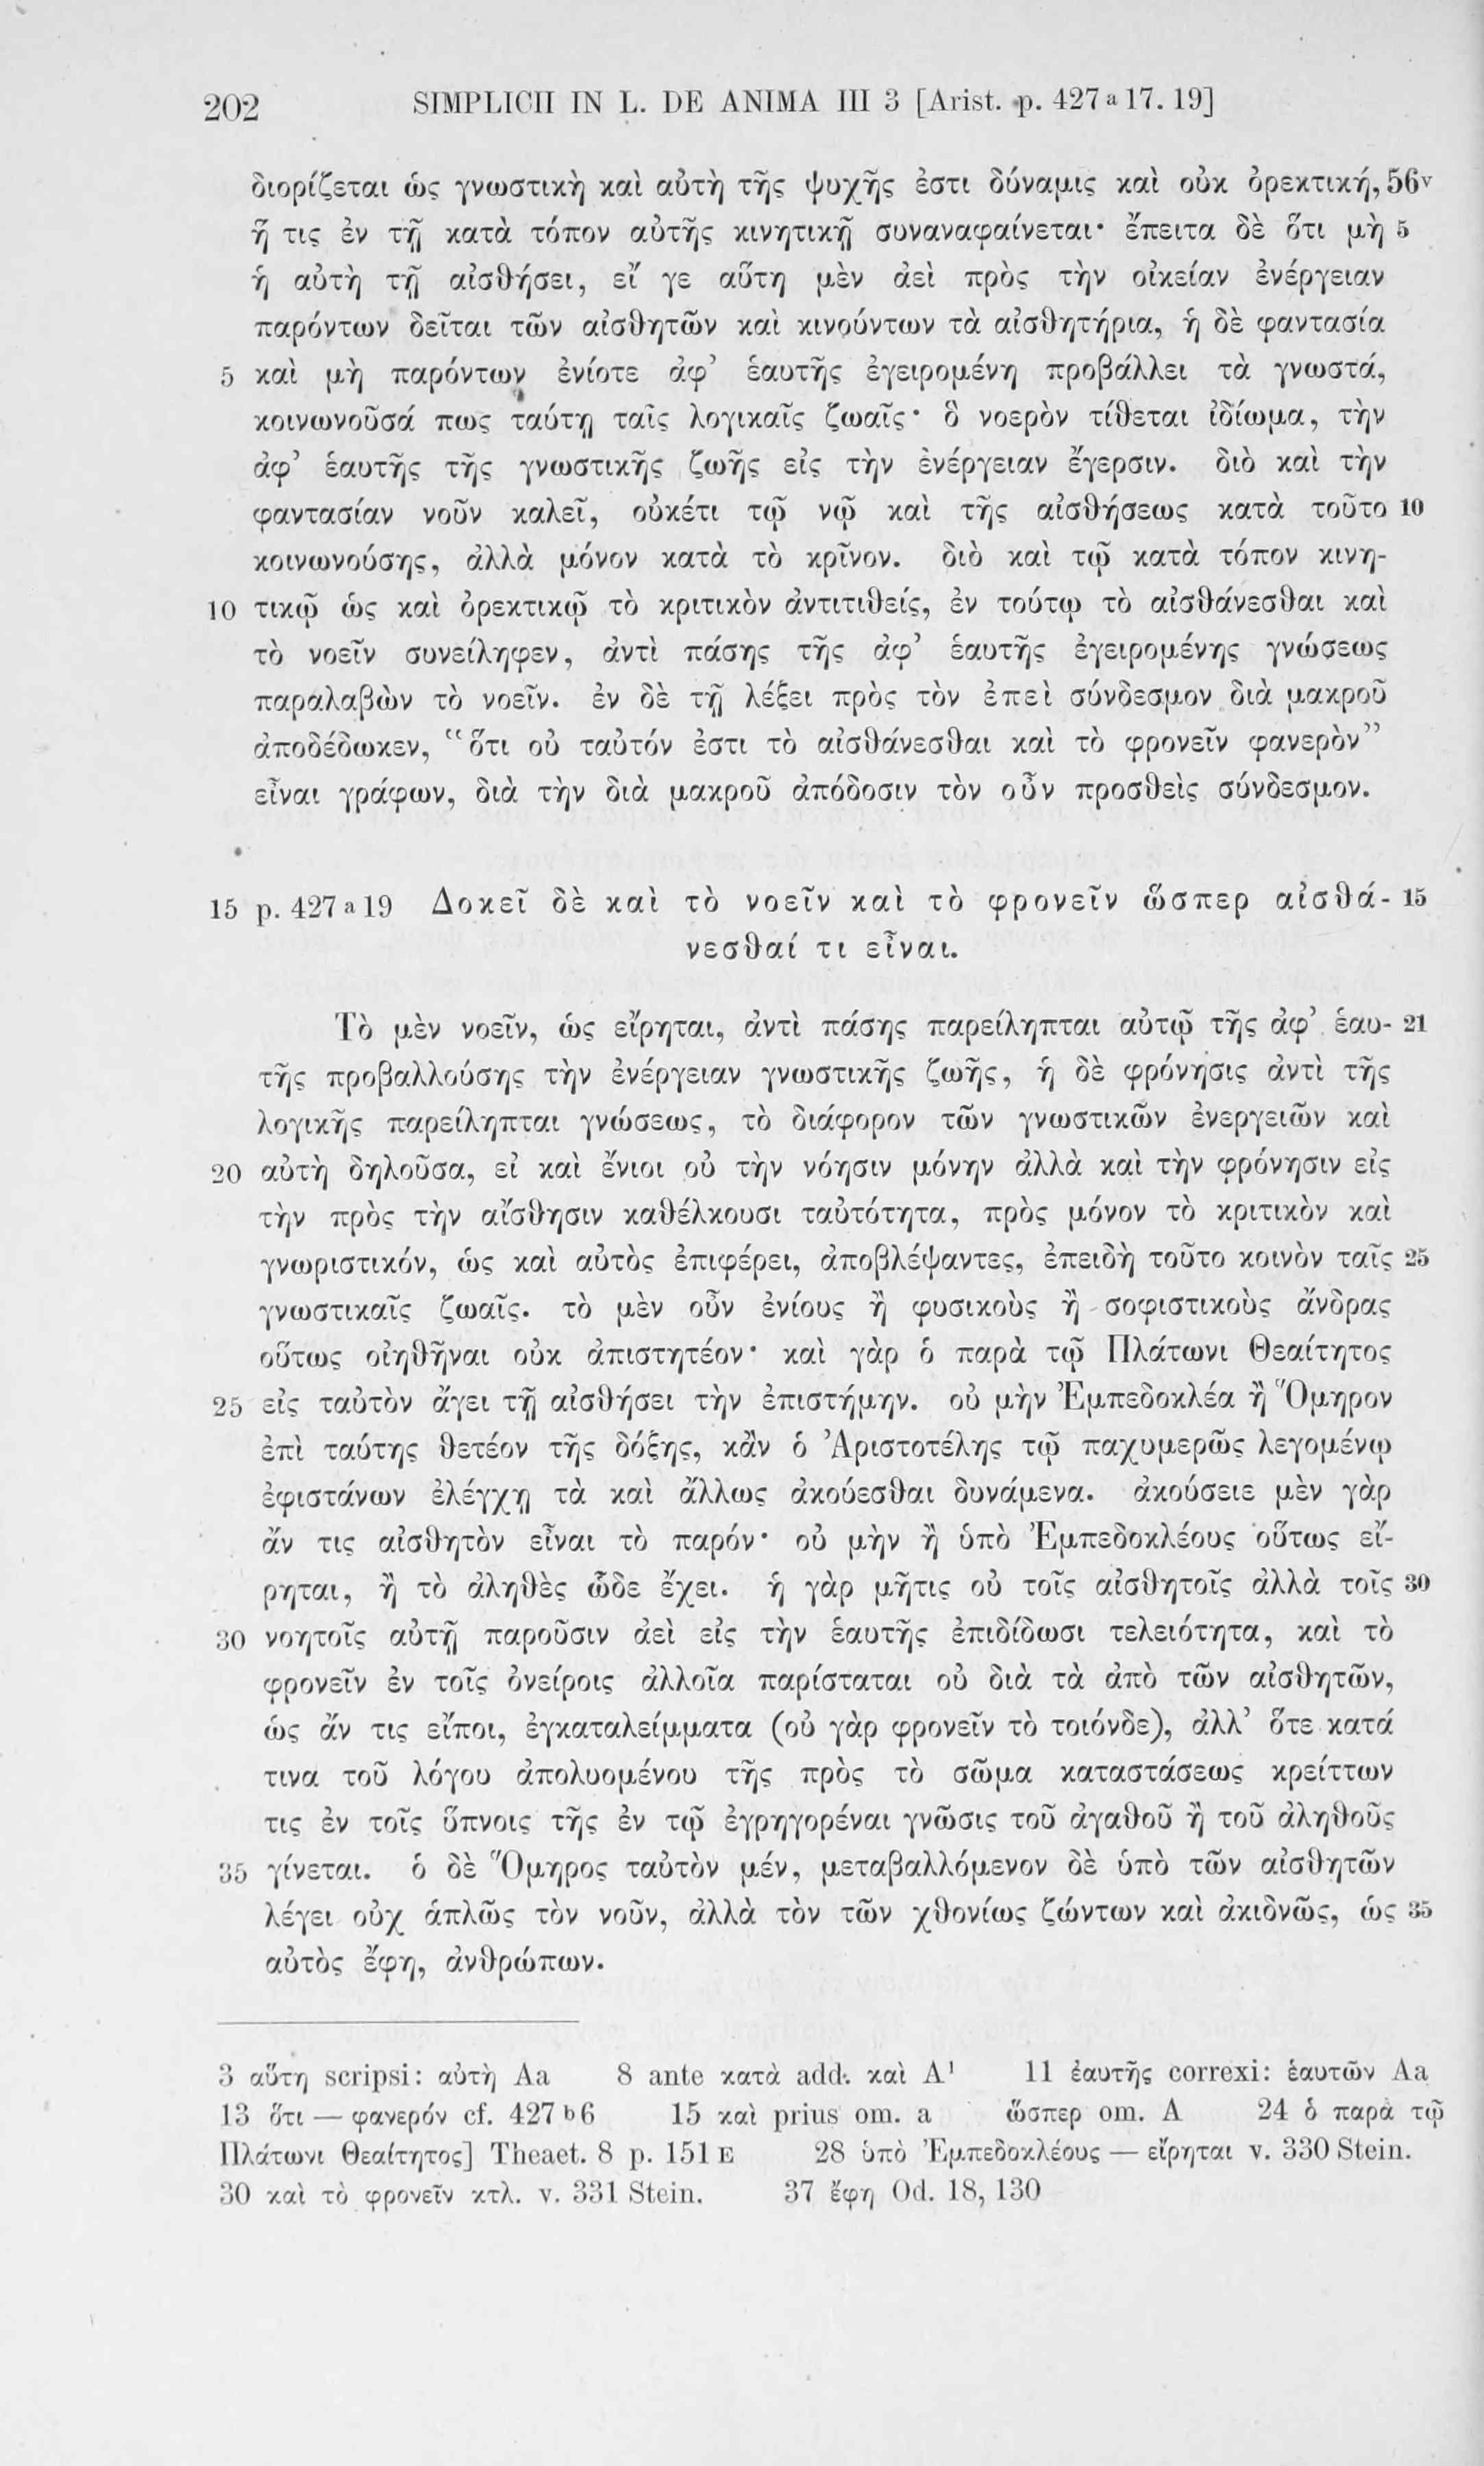 202 SIMPLICII IN L. DE ANIMA III 3 [Arist. p. 427 a 17. 19]
διορίζεται ὡς γνωστικὴ καὶ αὐτὴ τῆς ψυχῆς ἐστι δύναμις καὶ οὐκ ὀρεκτική, 56v
ἥ τις ἐν τῇ κατὰ τόπον αὐτῆς κινητικῇ συναναφαίνεται· ἔπειτα δὲ ὅτι μὴ 5
ἡ αὐτὴ τῇ αἰσθήσει, εἴ γε αὕτη μὲν ἀεὶ πρὸς τὴν οἰκείαν ἐνέργειαν
παρόντων δεῖται τῶν αἰσθητῶν καὶ κινούντων τὰ αἰσθητήρια, ἡ δὲ φαντασία
5 καὶ μὴ παρόντων ἐνίοτε ἀφ’ ἑαυτῆς ἐγειρομένη προβάλλει τὰ γνωστά,
κοινωνοῦσά πως ταύτῃ ταῖς λογικαῖς ζωαῖς· ὃ νοερὸν τίθεται ἰδίωμα, τὴν
ἀφ’ ἑαυτῆς τῆς γνωστικῆς ζωῆς εἰς τὴν ἐνέργειαν ἔγερσιν. διὸ καὶ τὴν
φαντασίαν νοῦν καλεῖ, οὐκέτι τῷ νῷ καὶ τῆς αἰσθήσεως κατὰ τοῦτο 10
κοινωνούσης, ἀλλὰ μόνον κατὰ τὸ κρῖνον. διὸ καὶ τῷ κατὰ τόπον κινη-
10 τικῷ ὡς καὶ ὀρεκτικῷ τὸ κριτικὸν ἀντιτιθείς, ἐν τούτῳ τὸ αἰσθάνεσθαι καὶ
τὸ νοεῖν συνείληφεν, ἀντὶ πάσης τῆς ἀφ’ ἑαυτῆς ἐγειρομένης γνώσεως
παραλαβὼν τὸ νοεῖν. ἐν δὲ τῇ λέξει πρὸς τὸν ἐπεὶ σύνδεσμον διὰ μακροῦ
ἀποδέδωκεν, “ὅτι οὐ ταὐτόν ἐστι τὸ αἰσθάνεσθαι καὶ τὸ φρονεῖν φανερὸν”
εἶναι γράφων, διὰ τὴν διὰ μακροῦ ἀπόδοσιν τὸν οὖν προσθεὶς σύνδεσμον.
15 p. 427 a 19 Δοκεῖ δὲ καὶ τὸ νοεῖν καὶ τὸ φρονεῖν ὥσπερ αἰσθά- 15
νεσθαί τι εἶναι.
Τὸ μὲν νοεῖν, ὡς εἴρηται, ἀντὶ πάσης παρείληπται αὐτῷ τῆς ἀφ’ ἑαυ- 21
τῆς προβαλλούσης τὴν ἐνέργειαν γνωστικῆς ζωῆς, ἡ δὲ φρόνησις ἀντὶ τῆς
λογικῆς παρείληπται γνώσεως, τὸ διάφορον τῶν γνωστικῶν ἐνεργειῶν καὶ
20 αὐτὴ δηλοῦσα, εἰ καὶ ἔνιοι οὐ τὴν νόησιν μόνην ἀλλὰ καὶ τὴν φρόνησιν εἰς
τὴν πρὸς τὴν αἴσθησιν καθέλκουσι ταὐτότητα, πρὸς μόνον τὸ κριτικὸν καὶ
γνωριστικόν, ὡς καὶ αὐτὸς ἐπιφέρει, ἀποβλέψαντες, ἐπειδὴ τοῦτο κοινὸν ταῖς 25
γνωστικαῖς ζωαῖς. τὸ μὲν οὖν ἐνίους ἢ φυσικοὺς ἢ σοφιστικοὺς ἄνδρας
οὕτως οἰηθῆναι οὐκ ἀπιστητέον· καὶ γὰρ ὁ παρὰ τῷ Πλάτωνι Θεαίτητος
25 εἰς ταὐτὸν ἄγει τῇ αἰσθήσει τὴν ἐπιστήμην. οὐ μὴν Ἐμπεδοκλέα ἢ Ὅμηρον
ἐπὶ ταύτης θετέον τῆς δόξης, κἂν ὁ Ἀριστοτέλης τῷ παχυμερῶς λεγομένῳ
ἐφιστάνων ἐλέγχῃ τὰ καὶ ἄλλως ἀκούεσθαι δυνάμενα. ἀκούσειε μὲν γὰρ
ἄν τις αἰσθητὸν εἶναι τὸ παρόν· οὐ μὴν ἢ ὑπὸ Ἐμπεδοκλέους οὕτως εἴ-
ρηται, ἢ τὸ ἀληθὲς ὧδε ἔχει. ἡ γὰρ μῆτις οὐ τοῖς αἰσθητοῖς ἀλλὰ τοῖς 30
30 νοητοῖς αὐτῇ παροῦσιν ἀεὶ εἰς τὴν ἑαυτῆς ἐπιδίδωσι τελειότητα, καὶ τὸ
φρονεῖν ἐν τοῖς ὀνείροις ἀλλοῖα παρίσταται οὐ διὰ τὰ ἀπὸ τῶν αἰσθητῶν,
ὡς ἄν τις εἴποι, ἐγκαταλείμματα (οὐ γὰρ φρονεῖν τὸ τοιόνδε), ἀλλ’ ὅτε κατά
τινα τοῦ λόγου ἀπολυομένου τῆς πρὸς τὸ σῶμα καταστάσεως κρείττων
τις ἐν τοῖς ὕπνοις τῆς ἐν τῷ ἐγρηγορέναι γνῶσις τοῦ ἀγαθοῦ ἢ τοῦ ἀληθοῦς
35 γίνεται. ὁ δὲ Ὅμηρος ταὐτὸν μέν, μεταβαλλόμενον δὲ ὑπὸ τῶν αἰσθητῶν
λέγει οὐχ ἁπλῶς τὸν νοῦν, ἀλλὰ τὸν τῶν χθονίως ζώντων καὶ ἀκιδνῶς, ὡς 35
αὐτὸς ἔφη, ἀνθρώπων.
3 αὕτη scripsi: αὐτὴ Aa 8 ante κατὰ add. καὶ A¹ 11 ἑαυτῆς correxi: ἑαυτῶν Aa
13 ὅτι — φανερόν cf. 427 b 6 15 καὶ prius om. a ὥσπερ om. A 24 ὁ παρὰ τῷ
Πλάτωνι Θεαίτητος] Theaet. 8 p. 151 E 28 ὑπὸ Ἐμπεδοκλέους — εἴρηται v. 330 Stein.
30 καὶ τὸ φρονεῖν κτλ. v. 331 Stein. 37 ἔφη Od. 18, 130